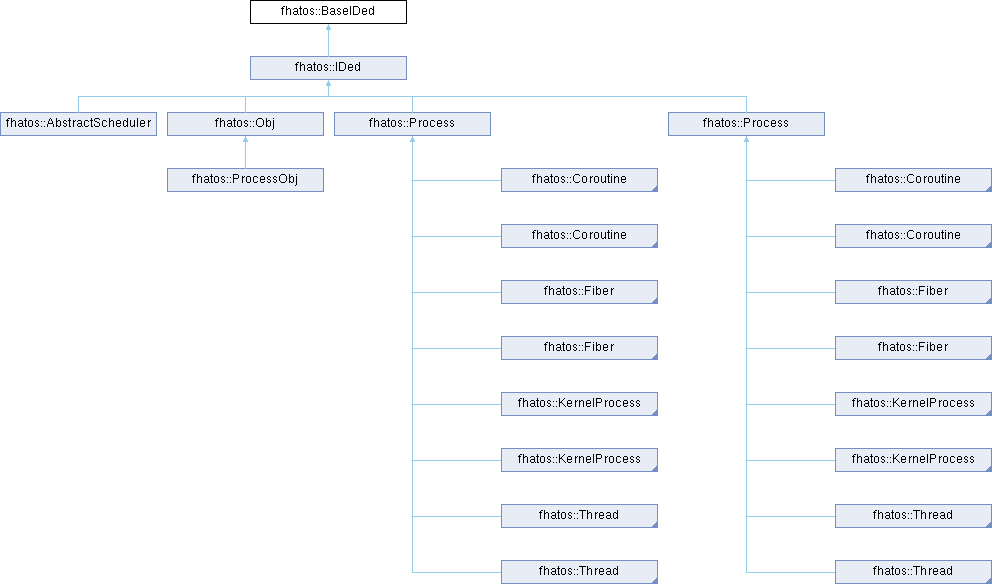 fhatos::BaseIDed
fhatos::IDed
fhatos::AbstractScheduler
fhatos::Obj
fhatos::Process
fhatos::Process
fhatos::ProcessObj
fhatos::Coroutine
fhatos::Coroutine
fhatos::Coroutine
fhatos::Coroutine
fhatos::Fiber
fhatos::Fiber
fhatos::Fiber
fhatos::Fiber
fhatos::KernelProcess
fhatos::KernelProcess
fhatos::KernelProcess
fhatos::KernelProcess
fhatos::Thread
fhatos::Thread
fhatos::Thread
fhatos::Thread